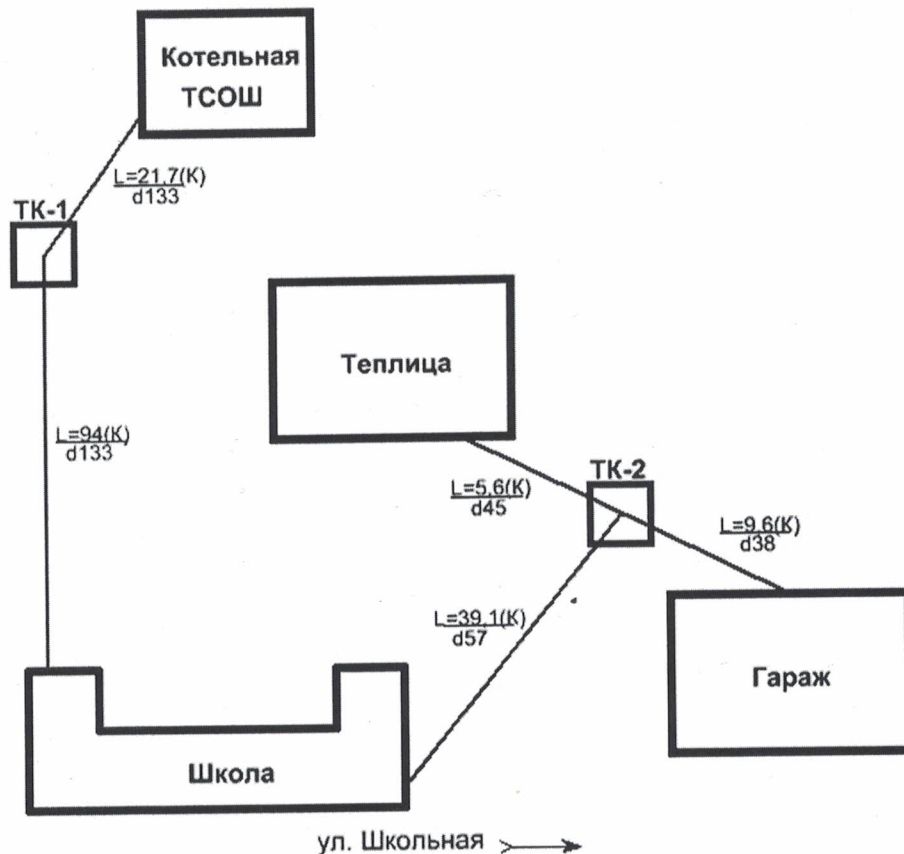 Котельная
ТСОШ
L=21,7(К)
d133
ТК-1
Теплица
L=94(К)
d133
ТК-2
L=5,6(К)
d45
L=9,6(К)
d38
L=39,1(К)
d57
Гараж
Школа
ул. Школьная